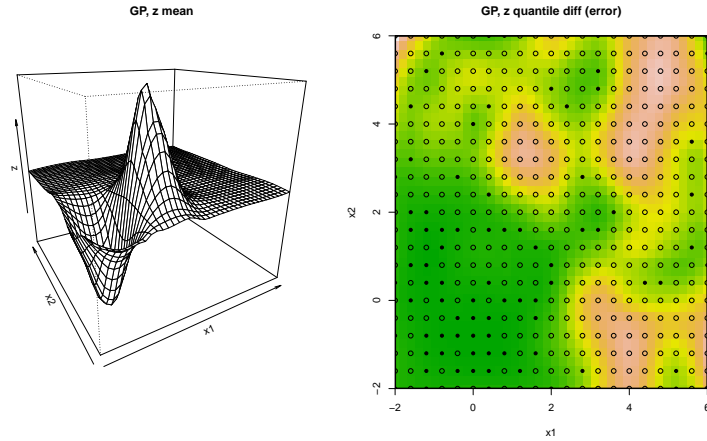 GP, z mean
z
x2
x1
GP, z quantile diff (error)
6
4
2
0
−2
x2
−2 0 2 4 6
x1